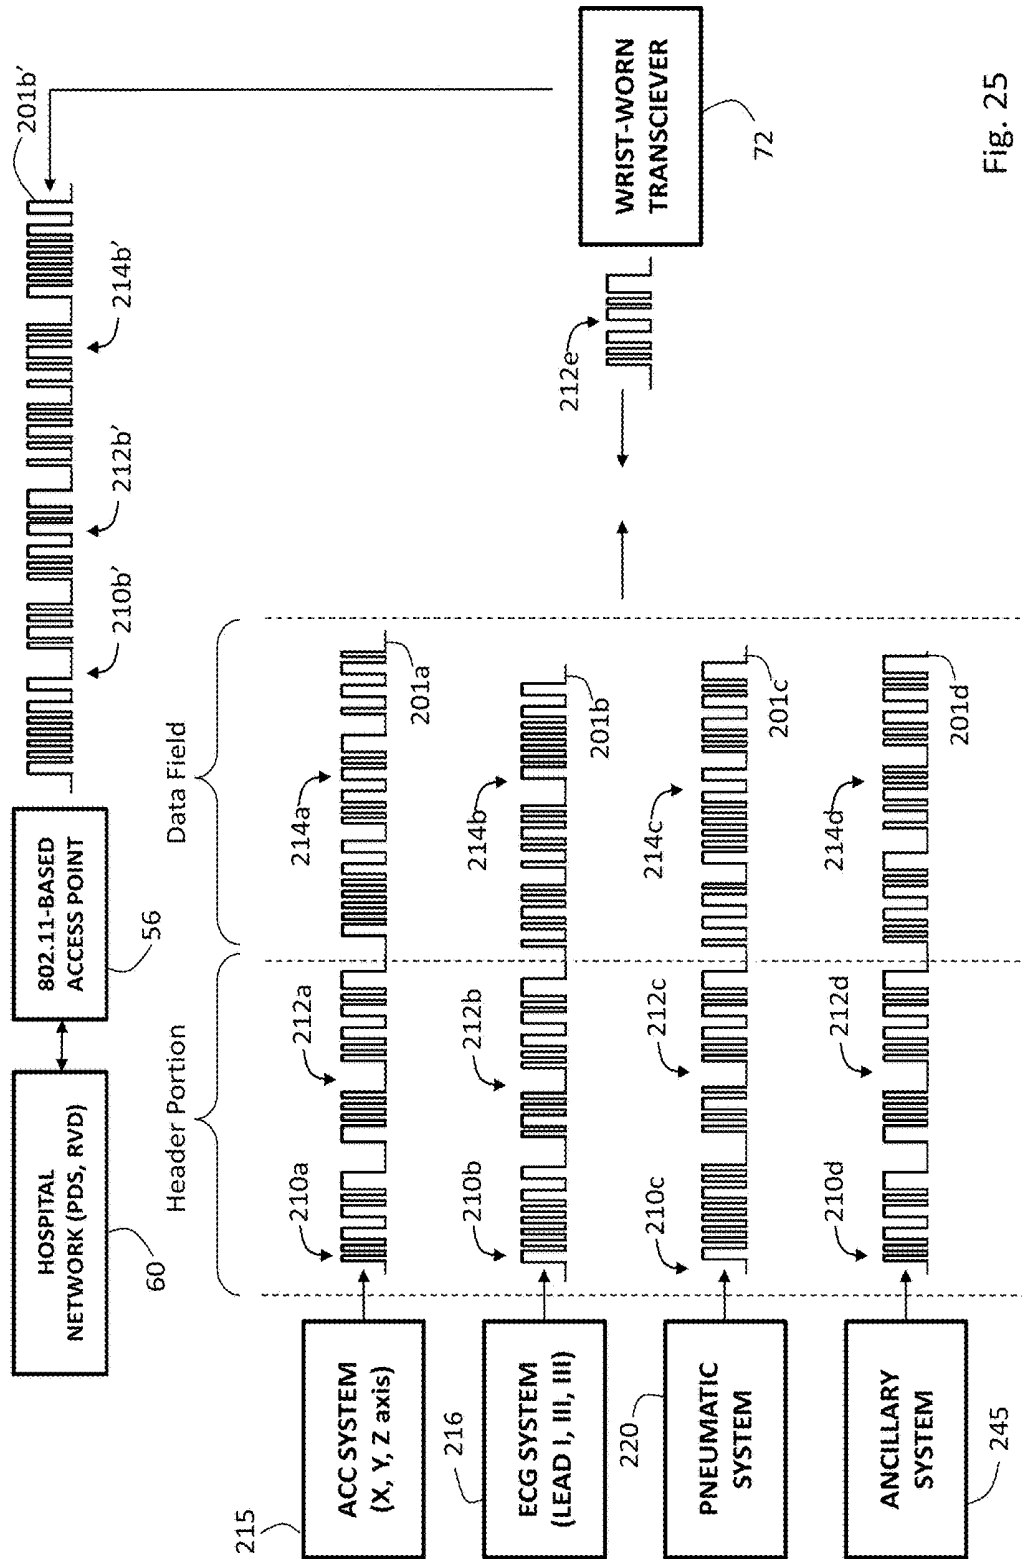 HOSPITAL
NETWORK (PDS, RVD)
60
802.11-BASED
ACCESS POINT
56
210b’
212b’
214b’
201b’
Header Portion
Data Field
215
ACC SYSTEM
(X, Y, Z axis)
210a
212a
214a
201a
216
ECG SYSTEM
(LEAD I, III, III)
210b
212b
214b
201b
220
PNEUMATIC
SYSTEM
210c
212c
214c
201c
ANCILLARY
SYSTEM
245
210d
212d
214d
201d
212e
WRIST-WORN
TRANSCIEVER
72
Fig. 25